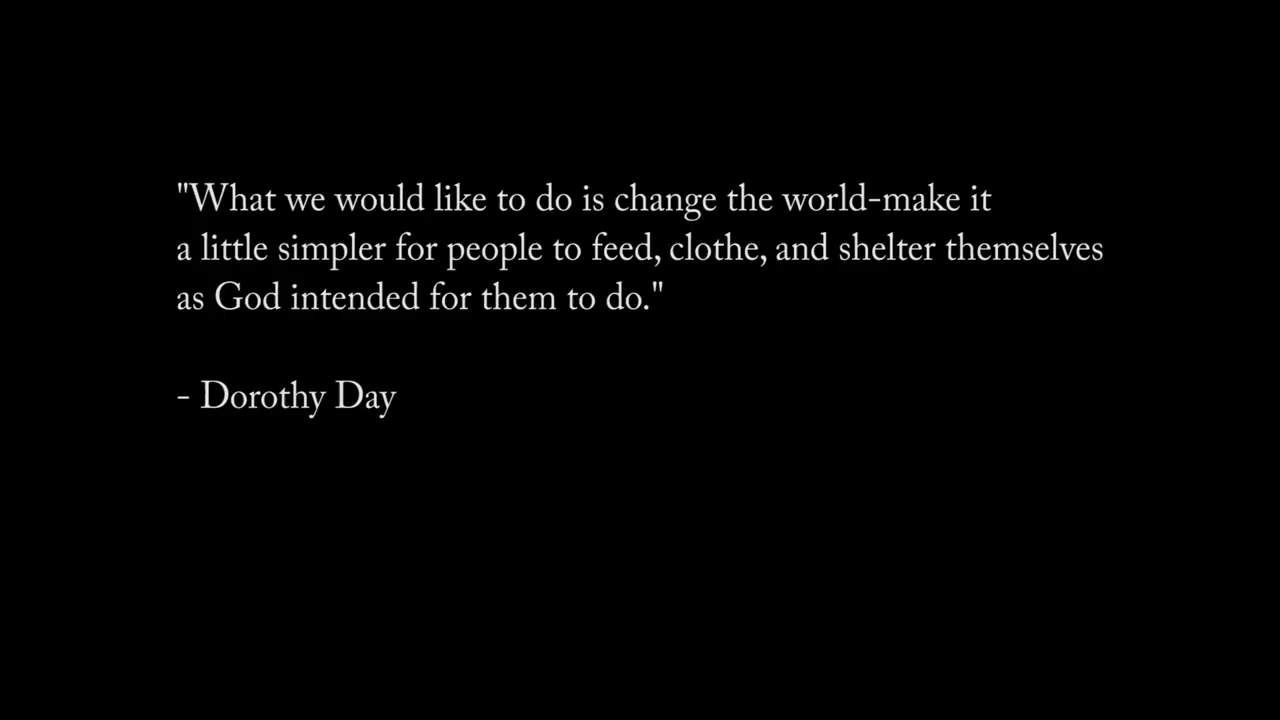 "What we would like to do is change the world-make it
a little simpler for people to feed, clothe, and shelter themselves
as God intended for them to do."
- Dorothy Day